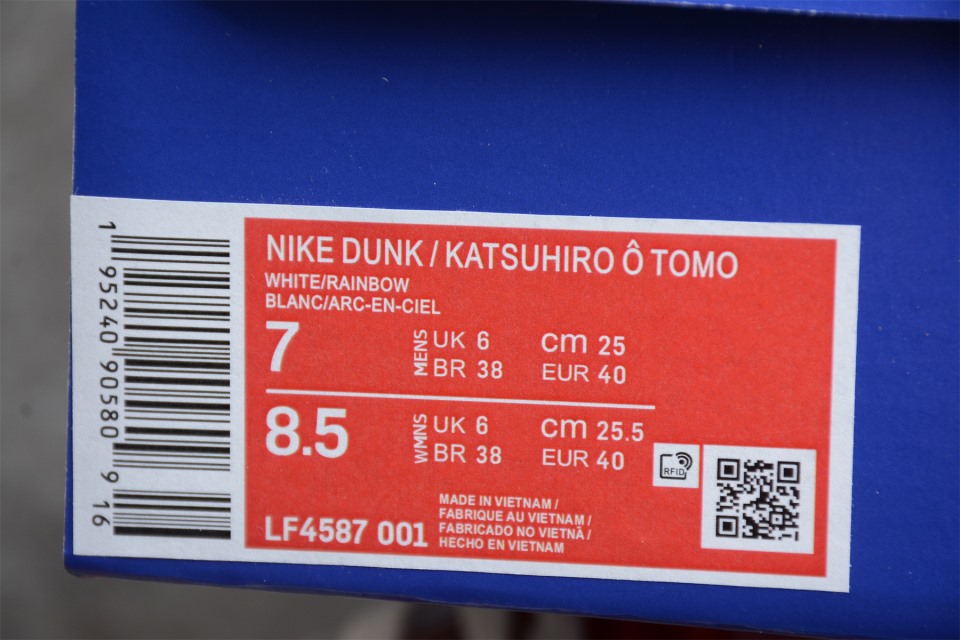 1 95240 90580 9 16
NIKE DUNK / KATSUHIRO Ô TOMO
WHITE/RAINBOW
BLANC/ARC-EN-CIEL
7 MENS UK 6 cm 25
BR 38 EUR 40
8.5 WMNS UK 6 cm 25.5
BR 38 EUR 40
RFID
MADE IN VIETNAM /
FABRIQUE AU VIETNAM /
FABRICADO NO VIETNÃ /
HECHO EN VIETNAM
LF4587 001